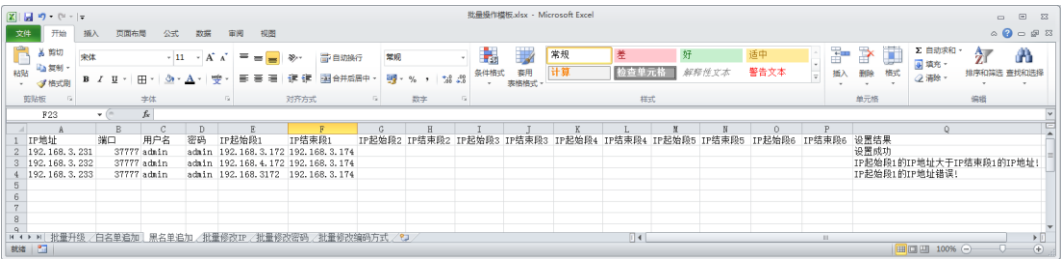 批量操作模板.xlsx - Microsoft Excel
文件 开始 插入 页面布局 公式 数据 审阅 视图
剪切 宋体 11 自动换行 常规 常规 差 好 适中 Σ 自动求和
粘贴 复制 条件格式 套用 表格格式 插入 删除 格式 填充 排序和筛选 查找和选择
格式刷 B I U 合并后居中 % , 计算 检查单元格 解释性文本 警告文本 清除
剪贴板 字体 对齐方式 数字 样式 单元格 编辑
F23 fx
A B C D E F G H I J K L M N O P Q
1 IP地址 端口 用户名 密码 IP起始段1 IP结束段1 IP起始段2 IP结束段2 IP起始段3 IP结束段3 IP起始段4 IP结束段4 IP起始段5 IP结束段5 IP起始段6 IP结束段6 设置结果
2 192.168.3.231 37777 admin admin 192.168.3.172 192.168.3.174 设置成功
3 192.168.3.232 37777 admin admin 192.168.4.172 192.168.3.174 IP起始段1的IP地址大于IP结束段1的IP地址!
4 192.168.3.233 37777 admin admin 192.168.3172 192.168.3.174 IP起始段1的IP地址错误!
5
6
7
8
9
批量升级 白名单追加 黑名单追加 批量修改IP 批量修改密码 批量修改编码方式
就绪 100%